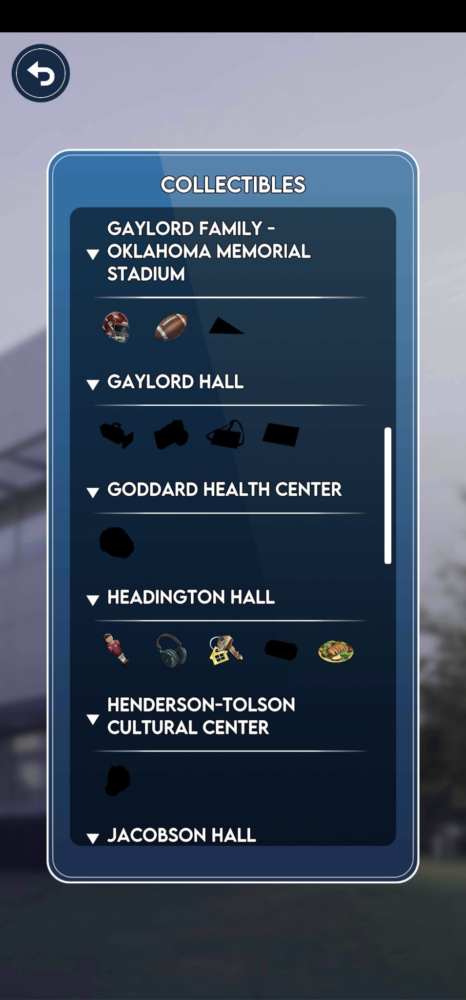 COLLECTIBLES
GAYLORD FAMILY -
OKLAHOMA MEMORIAL
STADIUM
GAYLORD HALL
GODDARD HEALTH CENTER
HEADINGTON HALL
HENDERSON-TOLSON
CULTURAL CENTER
JACOBSON HALL